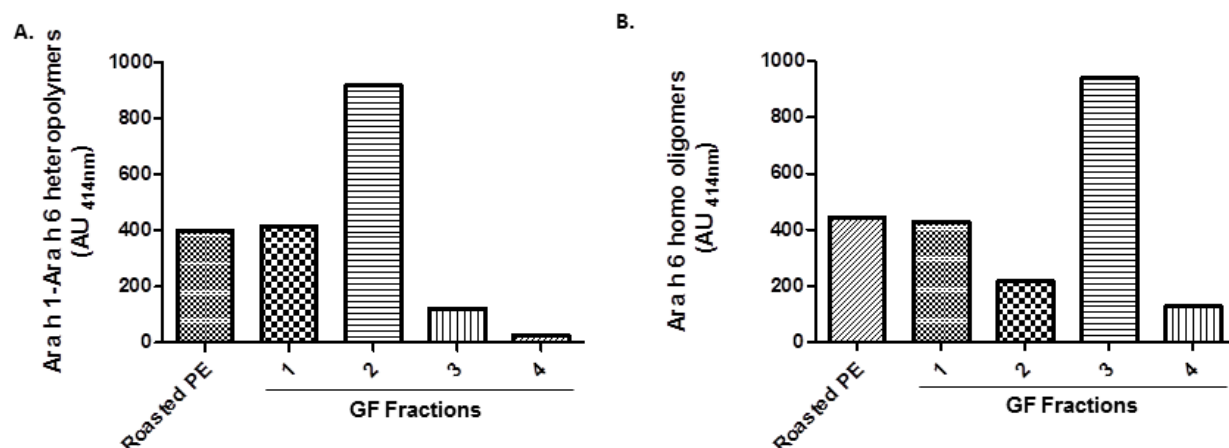 A.
Ara h 1-Ara h 6 heteropolymers
(AU 414nm)
1000
800
600
400
200
0
Roasted PE
1
2
3
4
GF Fractions
B.
Ara h 6 homo oligomers
(AU 414nm)
1000
800
600
400
200
0
Roasted PE
1
2
3
4
GF Fractions